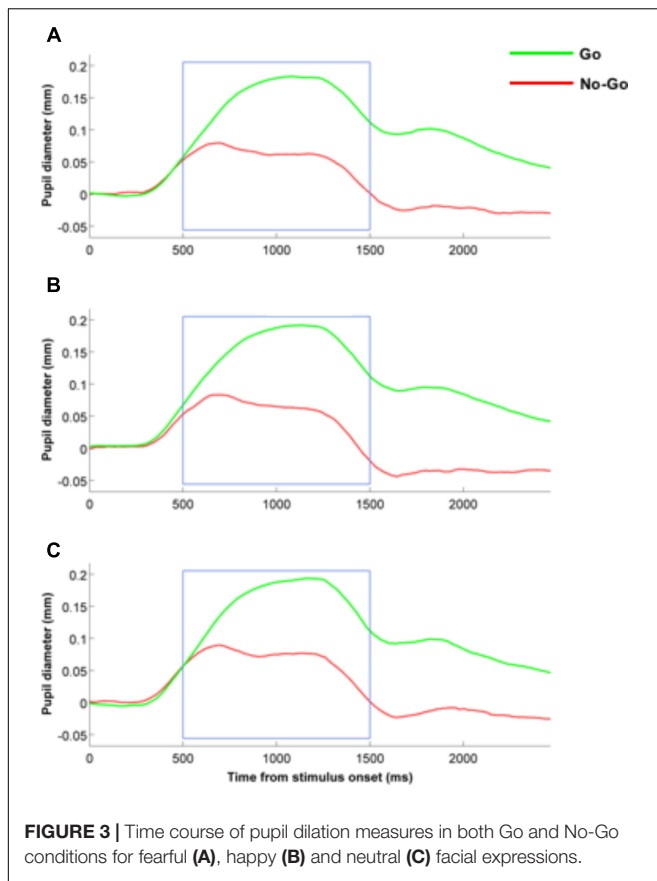 A
Go
No-Go
Pupil diameter (mm)
0.2
0.15
0.1
0.05
0
-0.05
0 500 1000 1500 2000
B
Pupil diameter (mm)
0.2
0.15
0.1
0.05
0
-0.05
0 500 1000 1500 2000
C
Pupil diameter (mm)
0.2
0.15
0.1
0.05
0
-0.05
0 500 1000 1500 2000
Time from stimulus onset (ms)
FIGURE 3 | Time course of pupil dilation measures in both Go and No-Go
conditions for fearful (A), happy (B) and neutral (C) facial expressions.